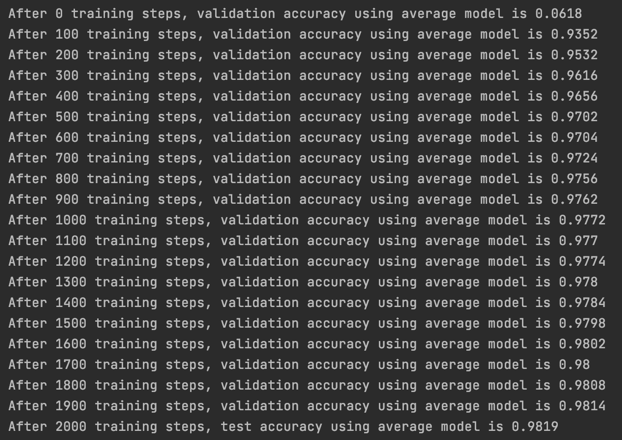 After 0 training steps, validation accuracy using average model is 0.0618
After 100 training steps, validation accuracy using average model is 0.9352
After 200 training steps, validation accuracy using average model is 0.9532
After 300 training steps, validation accuracy using average model is 0.9616
After 400 training steps, validation accuracy using average model is 0.9656
After 500 training steps, validation accuracy using average model is 0.9702
After 600 training steps, validation accuracy using average model is 0.9704
After 700 training steps, validation accuracy using average model is 0.9724
After 800 training steps, validation accuracy using average model is 0.9756
After 900 training steps, validation accuracy using average model is 0.9762
After 1000 training steps, validation accuracy using average model is 0.9772
After 1100 training steps, validation accuracy using average model is 0.977
After 1200 training steps, validation accuracy using average model is 0.9774
After 1300 training steps, validation accuracy using average model is 0.978
After 1400 training steps, validation accuracy using average model is 0.9784
After 1500 training steps, validation accuracy using average model is 0.9798
After 1600 training steps, validation accuracy using average model is 0.9802
After 1700 training steps, validation accuracy using average model is 0.98
After 1800 training steps, validation accuracy using average model is 0.9808
After 1900 training steps, validation accuracy using average model is 0.9814
After 2000 training steps, test accuracy using average model is 0.9819